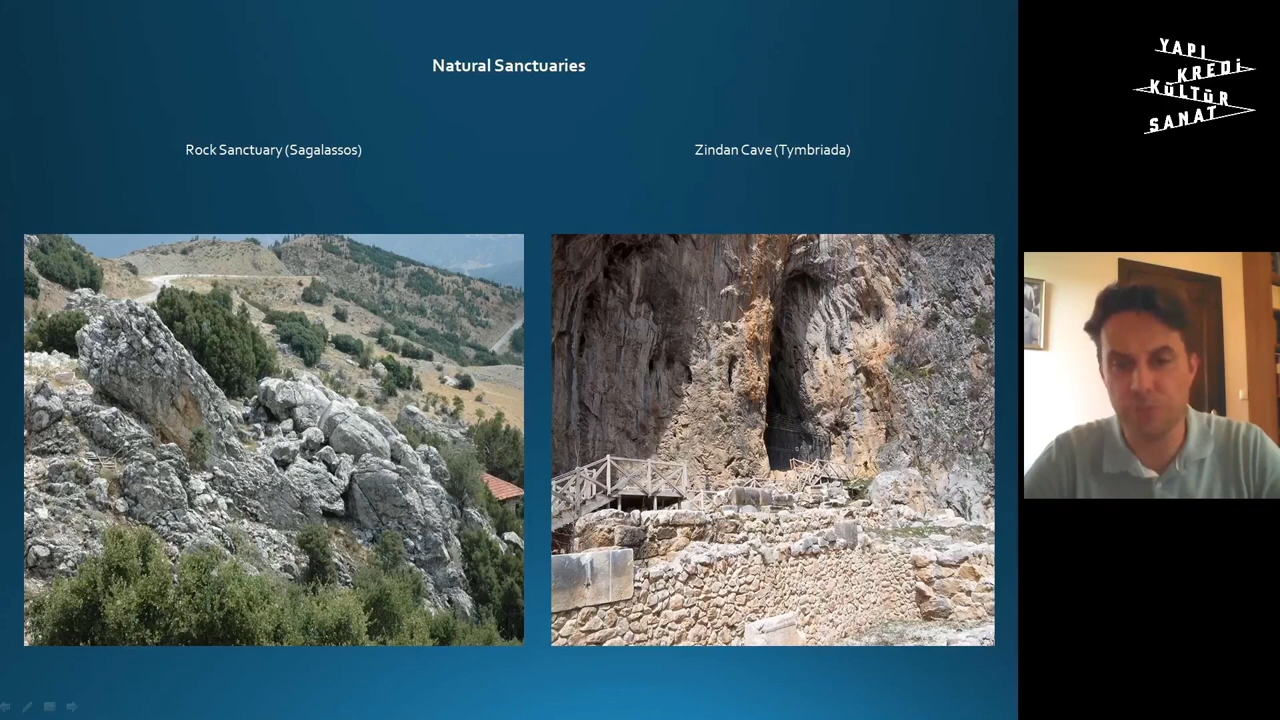 Natural Sanctuaries
Rock Sanctuary (Sagalassos)
Zindan Cave (Tymbriada)
YAPI
KREDİ
KÜLTÜR
SANAT